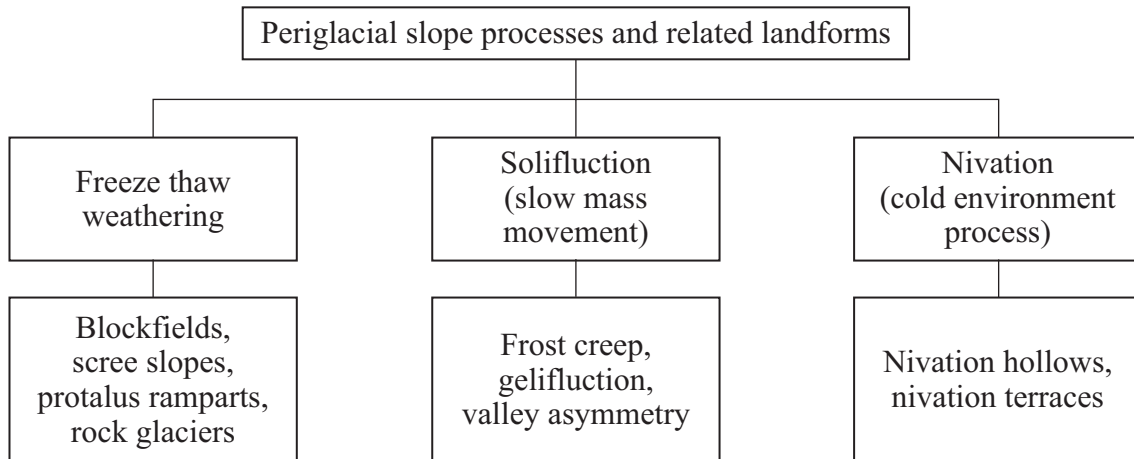 Periglacial slope processes and related landforms
Freeze thaw
weathering
Solifluction
(slow mass
movement)
Nivation
(cold environment
process)
Blockfields,
scree slopes,
protalus ramparts,
rock glaciers
Frost creep,
gelifluction,
valley asymmetry
Nivation hollows,
nivation terraces